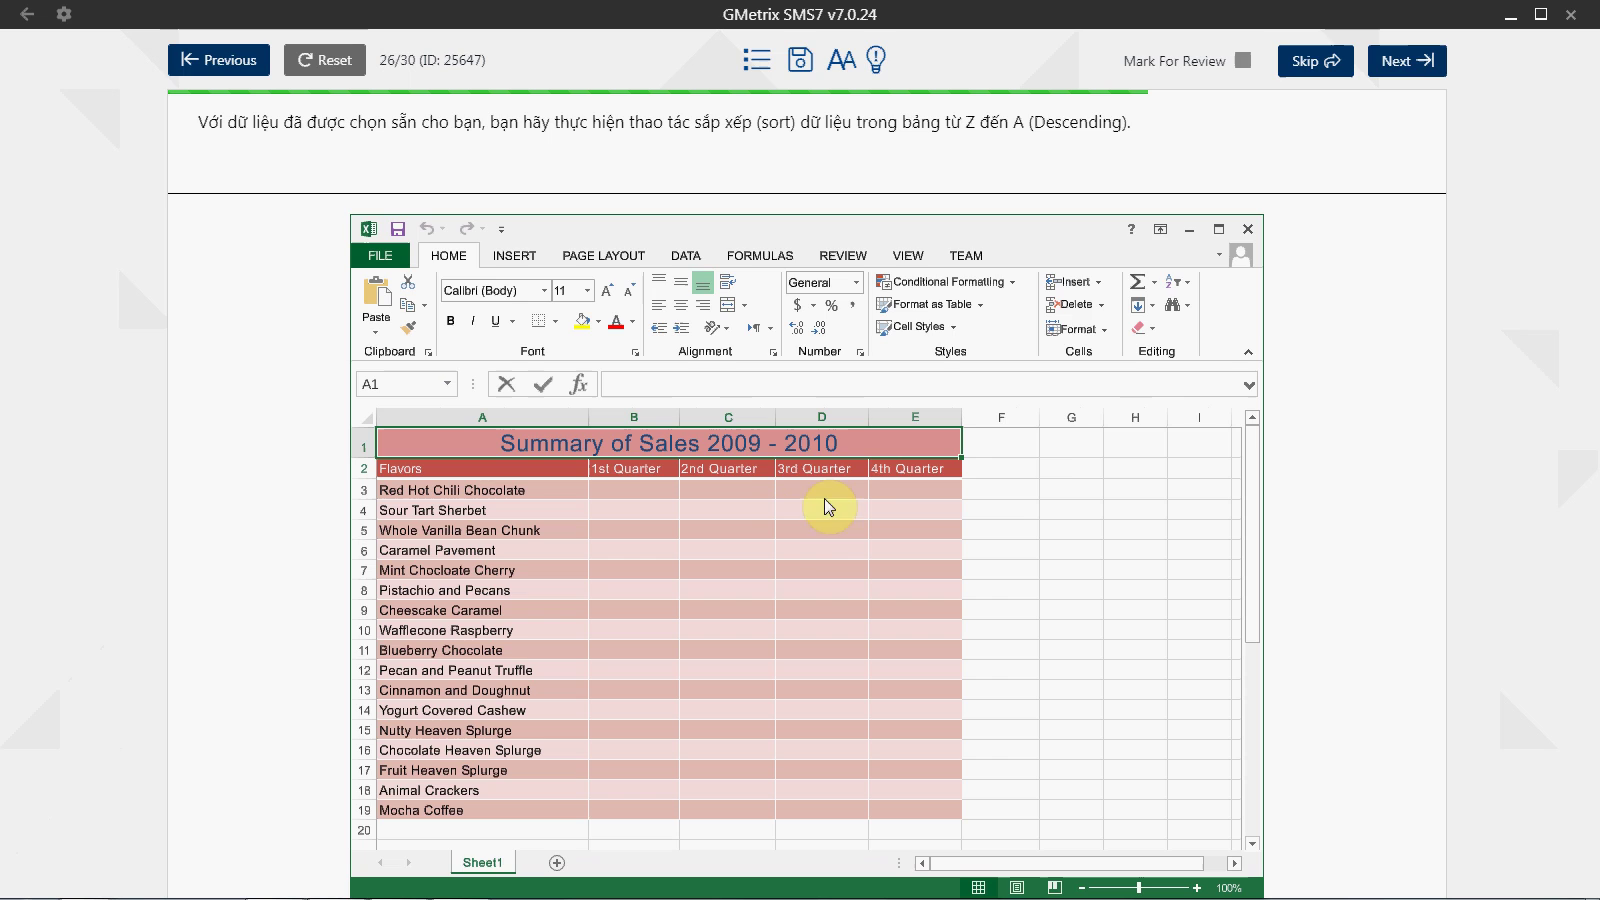 GMetrix SMS7 v7.0.24
Previous
Reset
26/30 (ID: 25647)
AA
Mark For Review
Skip
Next
Với dữ liệu đã được chọn sẵn cho bạn, bạn hãy thực hiện thao tác sắp xếp (sort) dữ liệu trong bảng từ Z đến A (Descending).
?
FILE HOME INSERT PAGE LAYOUT DATA FORMULAS REVIEW VIEW TEAM
Paste
Clipboard
Calibri (Body) 11 A A
B I U A
Font
Alignment
General
$ % ,
Number
Conditional Formatting
Format as Table
Cell Styles
Styles
Insert
Delete
Format
Cells
Σ
Editing
A1
fx
A B C D E F G H I
1 Summary of Sales 2009 - 2010
2 Flavors 1st Quarter 2nd Quarter 3rd Quarter 4th Quarter
3 Red Hot Chili Chocolate
4 Sour Tart Sherbet
5 Whole Vanilla Bean Chunk
6 Caramel Pavement
7 Mint Chocloate Cherry
8 Pistachio and Pecans
9 Cheescake Caramel
10 Wafflecone Raspberry
11 Blueberry Chocolate
12 Pecan and Peanut Truffle
13 Cinnamon and Doughnut
14 Yogurt Covered Cashew
15 Nutty Heaven Splurge
16 Chocolate Heaven Splurge
17 Fruit Heaven Splurge
18 Animal Crackers
19 Mocha Coffee
20
Sheet1
100%